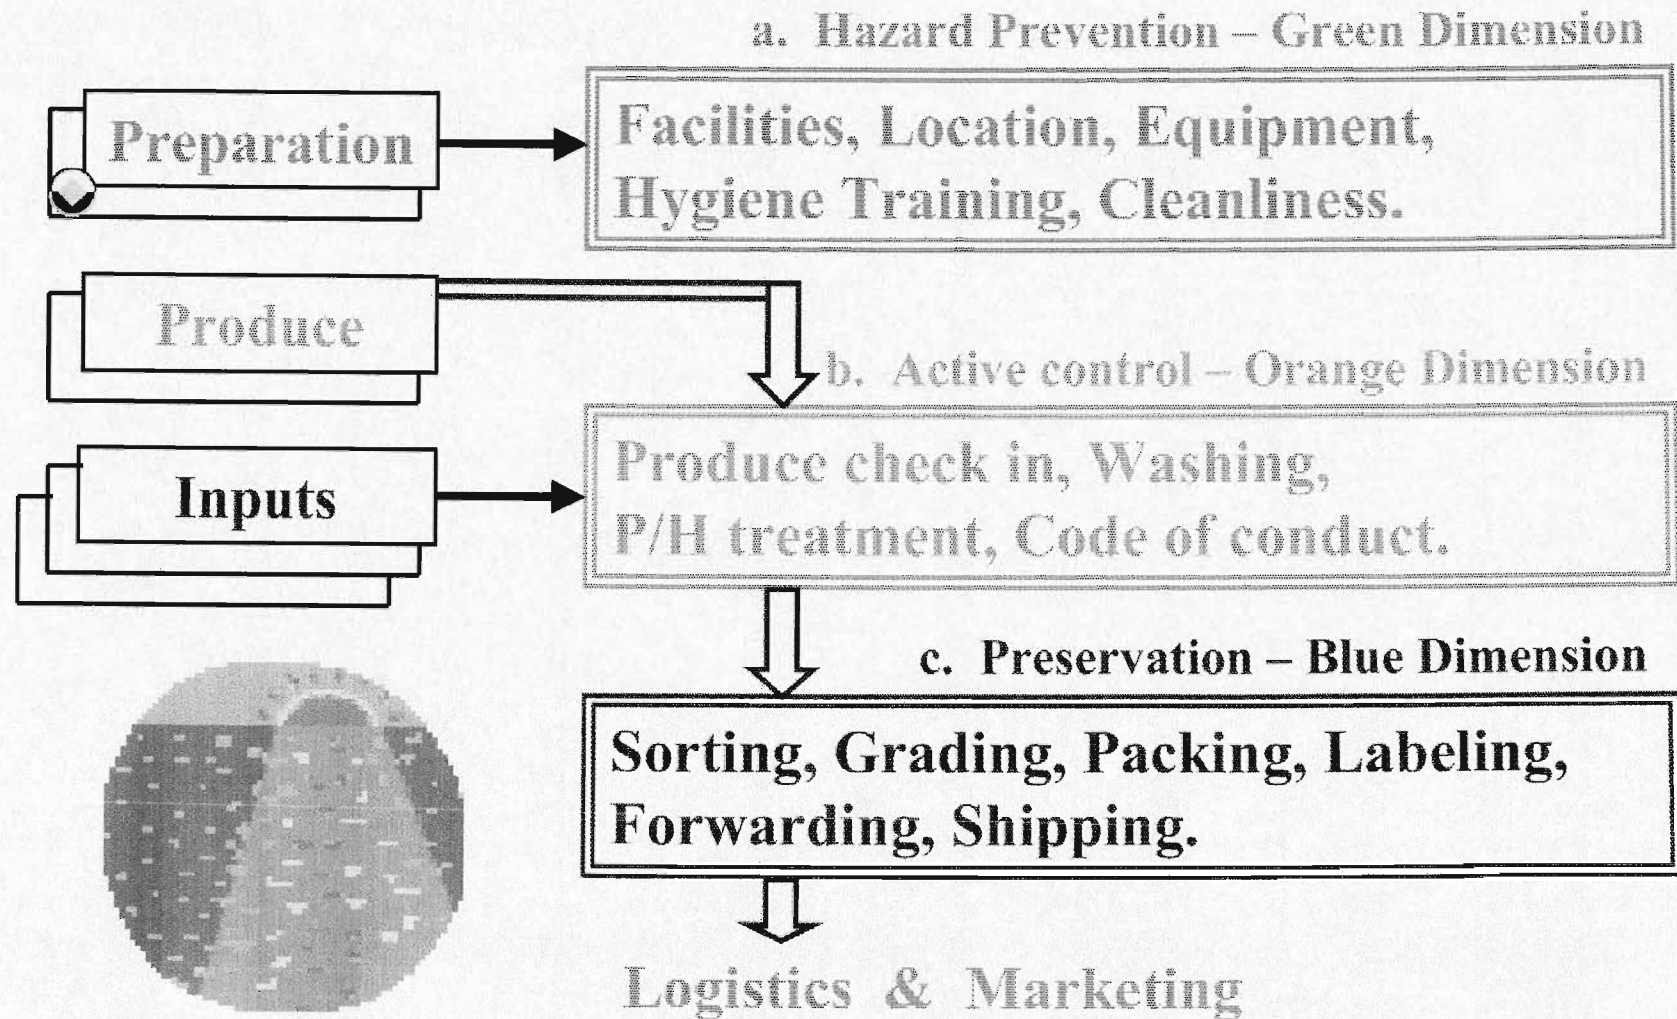 a. Hazard Prevention – Green Dimension
Preparation
Facilities, Location, Equipment,
Hygiene Training, Cleanliness.
Produce
b. Active control – Orange Dimension
Produce check in, Washing,
P/H treatment, Code of conduct.
Inputs
c. Preservation – Blue Dimension
Sorting, Grading, Packing, Labeling,
Forwarding, Shipping.
Logistics & Marketing